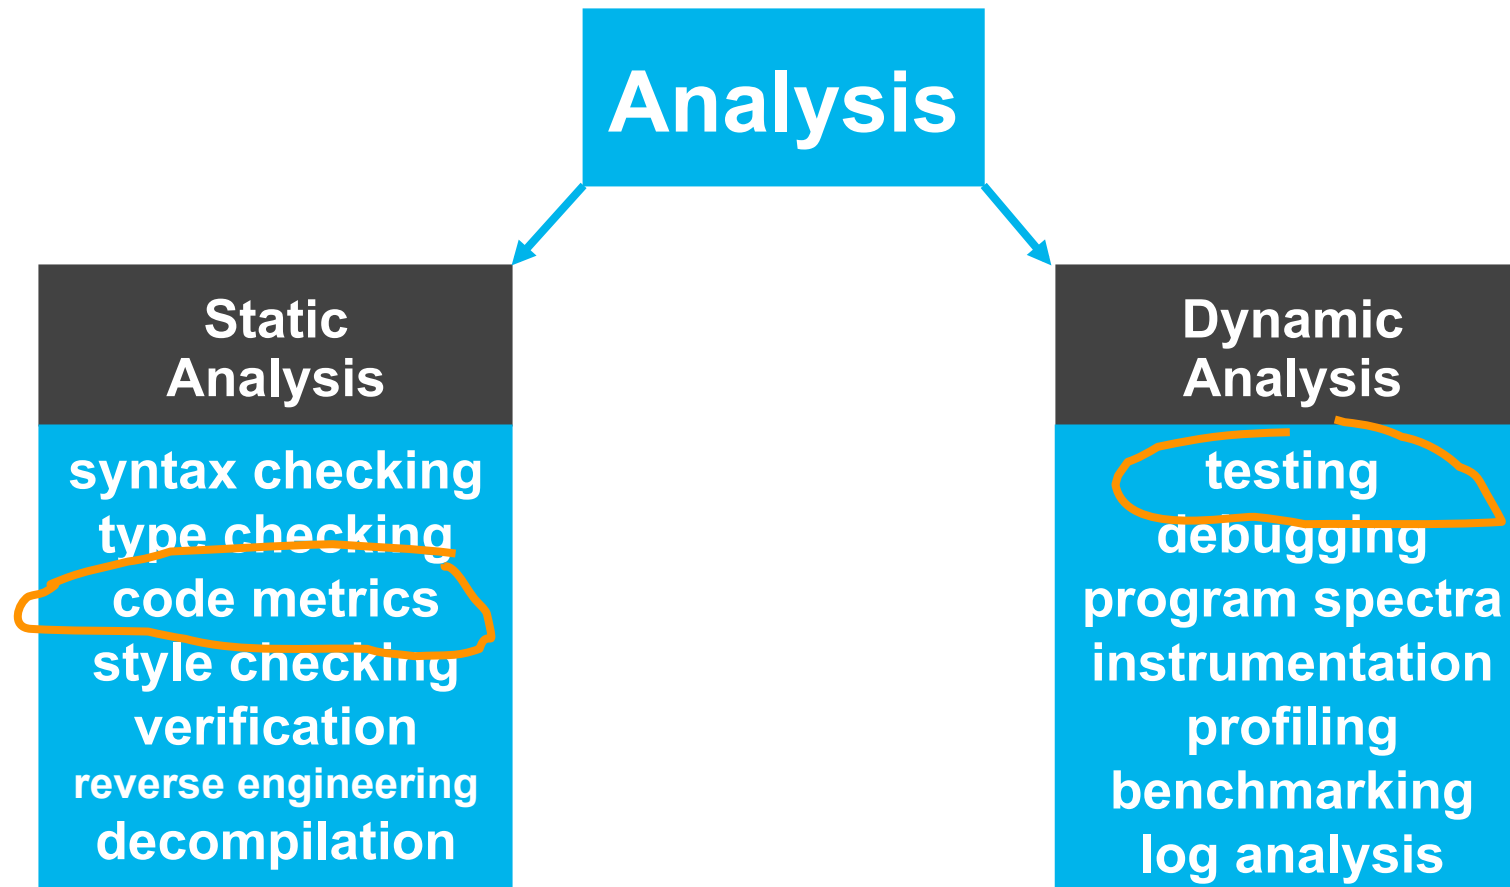 Analysis
Static
Analysis
syntax checking
type checking
code metrics
style checking
verification
reverse engineering
decompilation
Dynamic
Analysis
testing
debugging
program spectra
instrumentation
profiling
benchmarking
log analysis